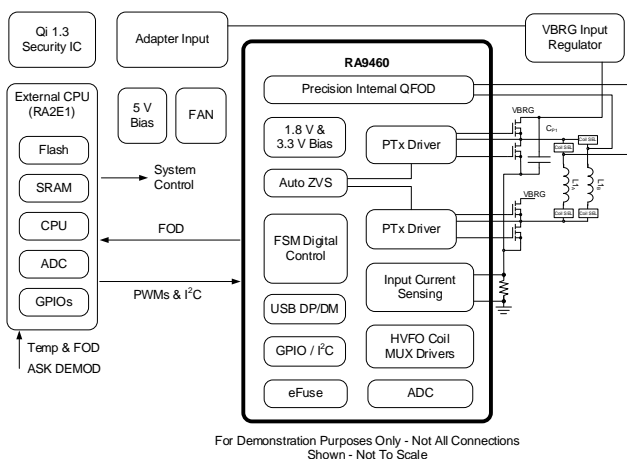 Qi 1.3
Security IC
Adapter Input
VBRG Input
Regulator
External CPU
(RA2E1)
Flash
SRAM
CPU
ADC
GPIOs
5 V
Bias
FAN
System
Control
FOD
PWMs & I²C
Temp & FOD
ASK DEMOD
RA9460
Precision Internal QFOD
1.8 V &
3.3 V Bias
PTx Driver
Auto ZVS
PTx Driver
FSM Digital
Control
Input Current
Sensing
USB DP/DM
GPIO / I²C
HVFO Coil
MUX Drivers
eFuse
ADC
VBRG
CP1
Coil SEL
Coil SEL
VBRG
Coil SEL
Coil SEL
For Demonstration Purposes Only - Not All Connections
Shown - Not To Scale